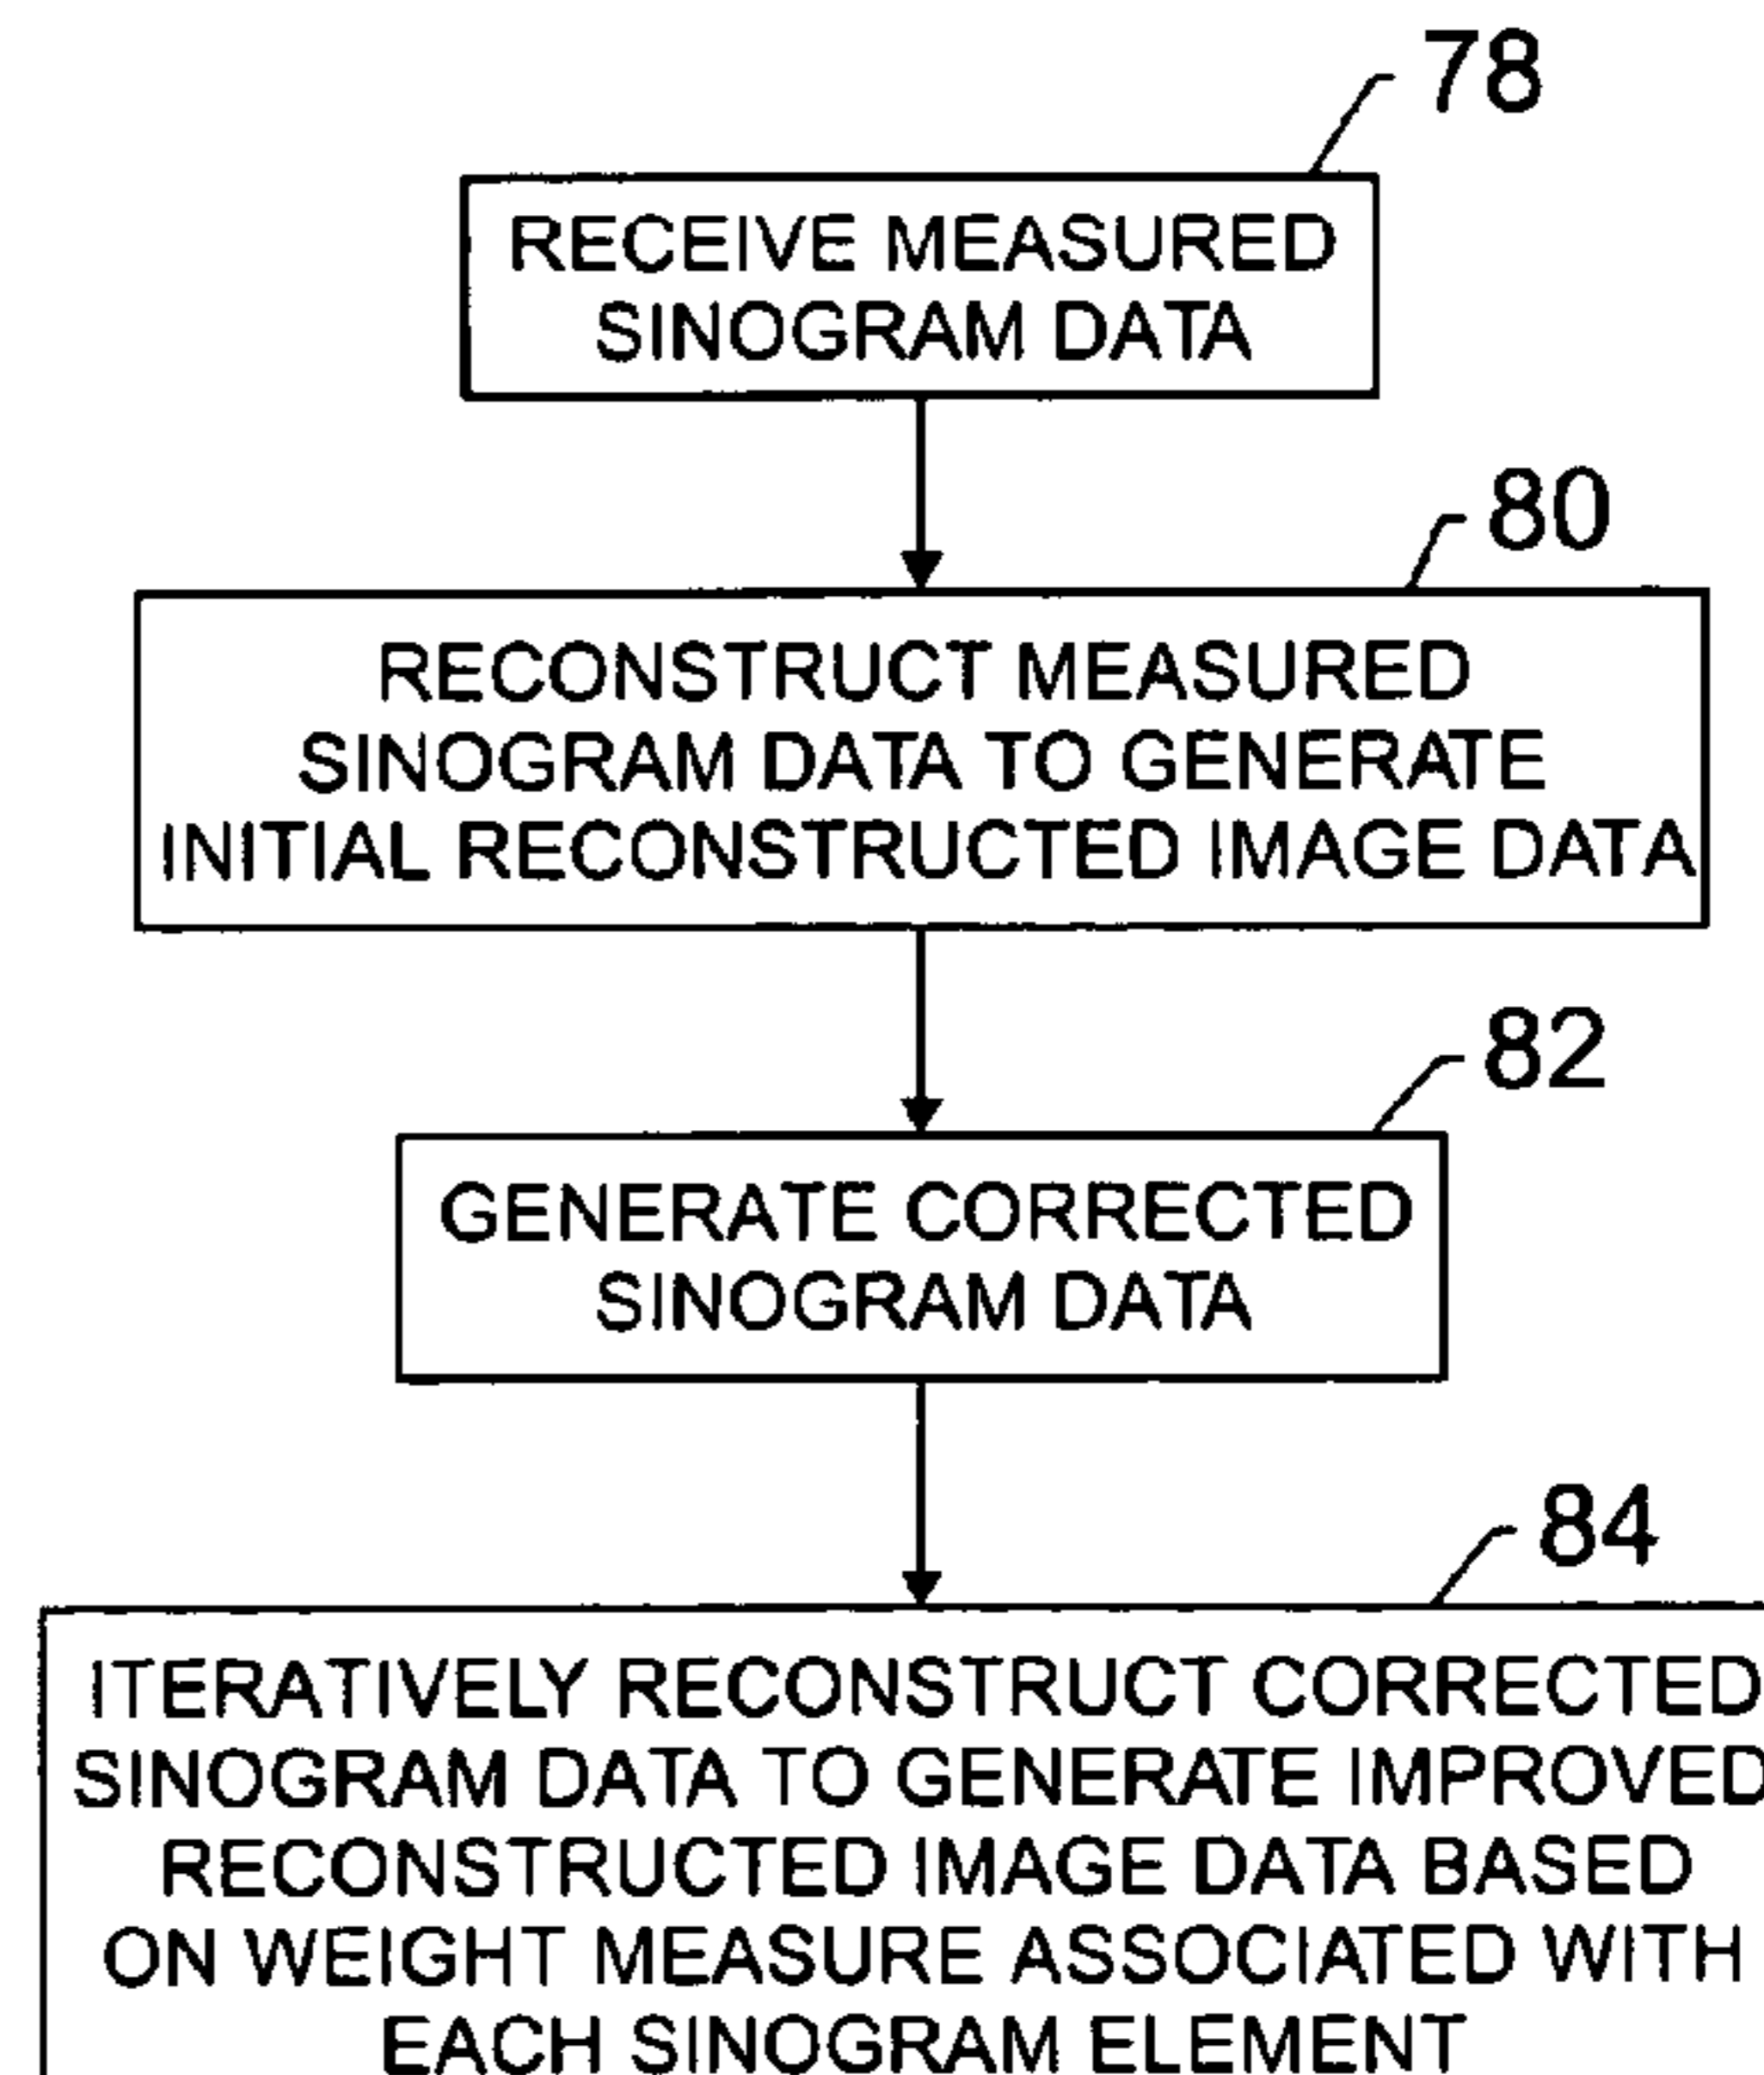 78
RECEIVE MEASURED
SINOGRAM DATA
80
RECONSTRUCT MEASURED
SINOGRAM DATA TO GENERATE
INITIAL RECONSTRUCTED IMAGE DATA
82
GENERATE CORRECTED
SINOGRAM DATA
84
ITERATIVELY RECONSTRUCT CORRECTED
SINOGRAM DATA TO GENERATE IMPROVED
RECONSTRUCTED IMAGE DATA BASED
ON WEIGHT MEASURE ASSOCIATED WITH
EACH SINOGRAM ELEMENT